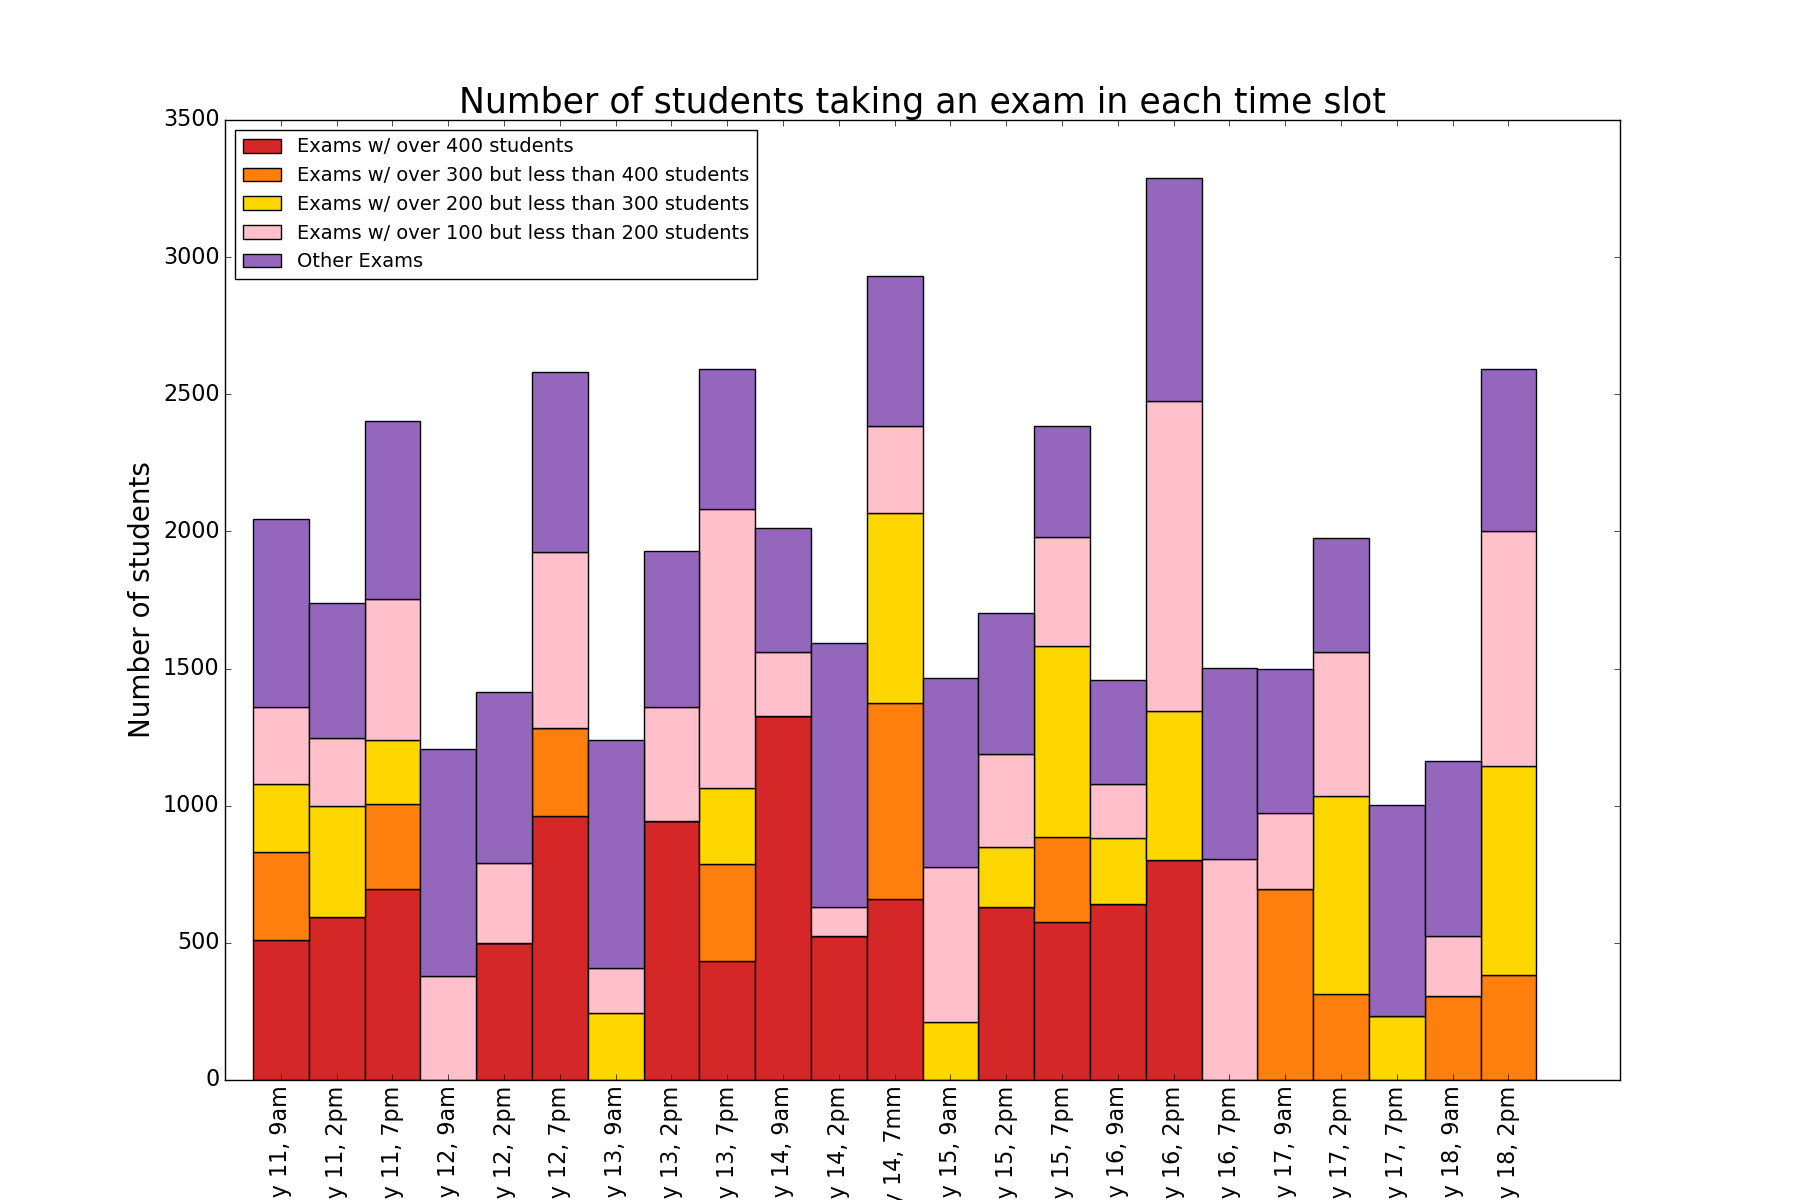 Number of students taking an exam in each time slot
Exams w/ over 400 students
Exams w/ over 300 but less than 400 students
Exams w/ over 200 but less than 300 students
Exams w/ over 100 but less than 200 students
Other Exams
Number of students
3500
3000
2500
2000
1500
1000
500
0
y 11, 9am
y 11, 2pm
y 11, 7pm
y 12, 9am
y 12, 2pm
y 12, 7pm
y 13, 9am
y 13, 2pm
y 13, 7pm
y 14, 9am
y 14, 2pm
y 14, 7mm
y 15, 9am
y 15, 2pm
y 15, 7pm
y 16, 9am
y 16, 2pm
y 16, 7pm
y 17, 9am
y 17, 2pm
y 17, 7pm
y 18, 9am
y 18, 2pm